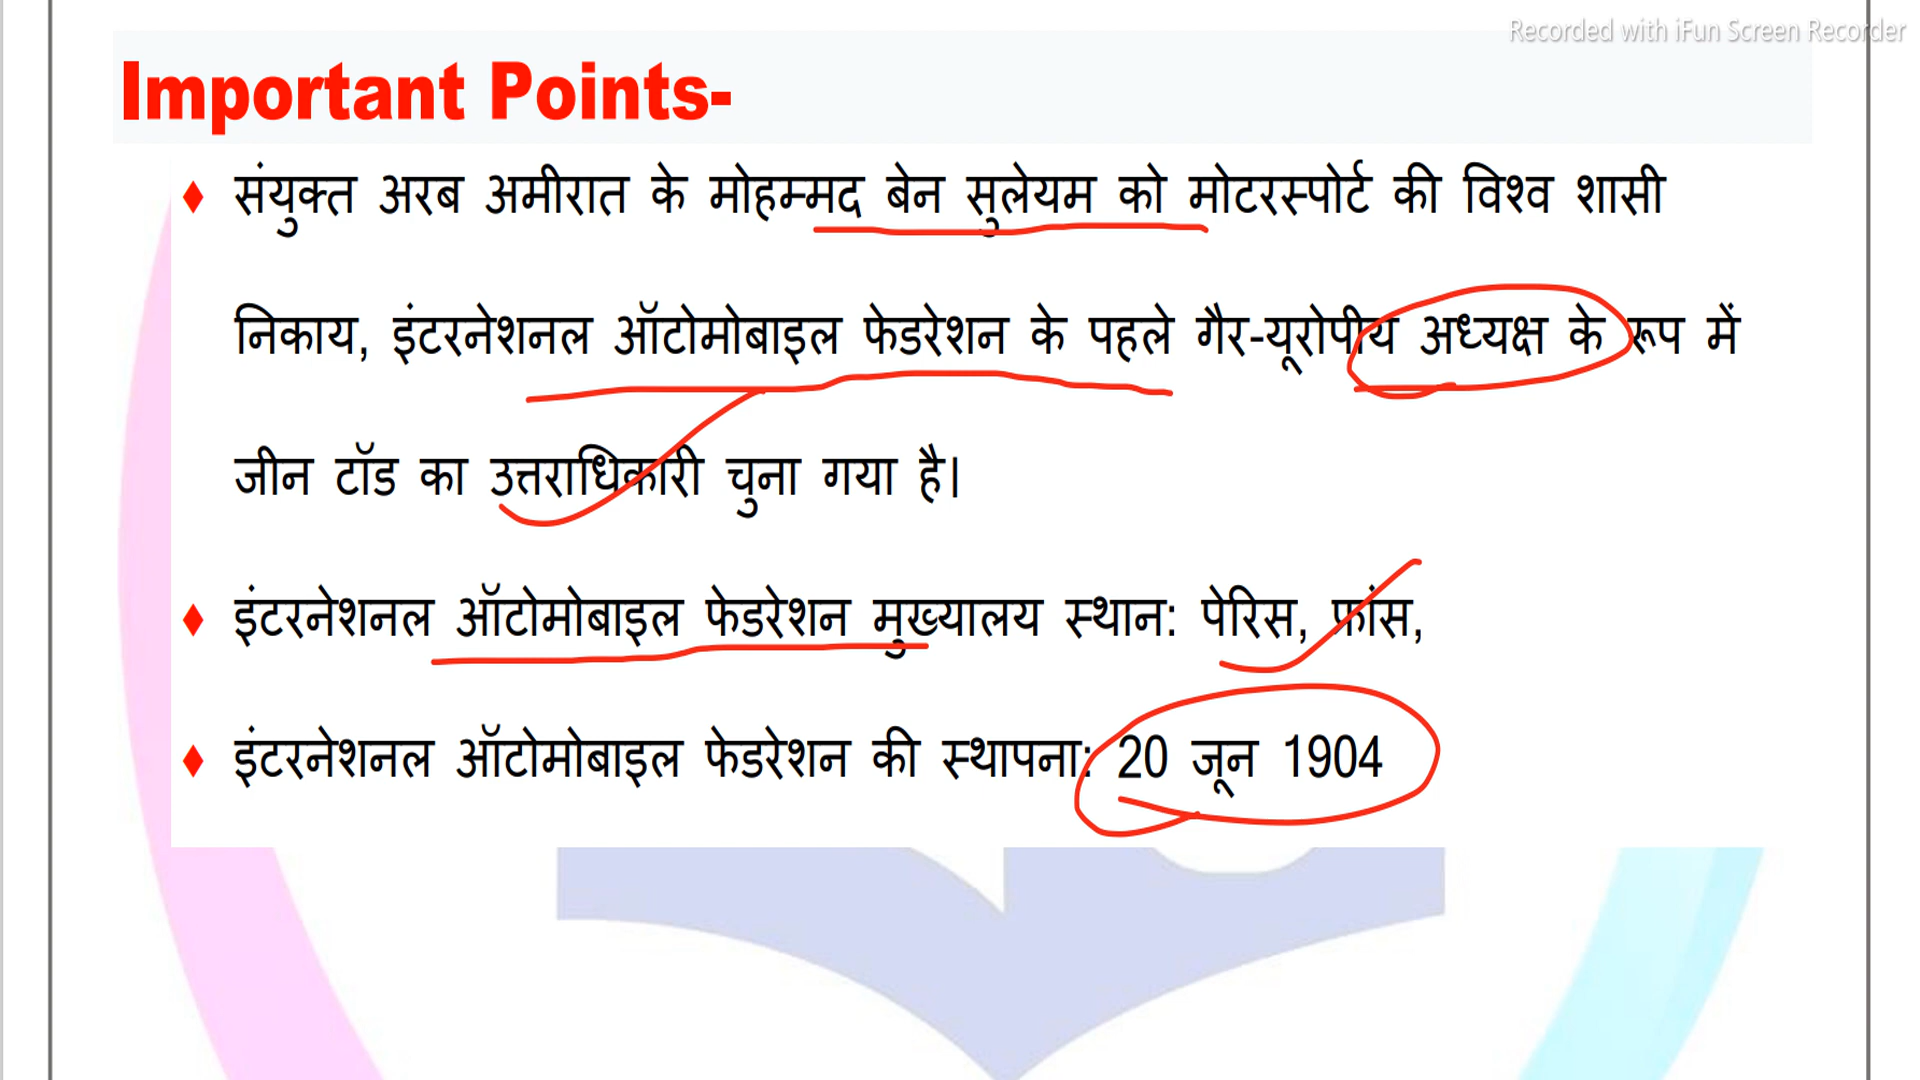 Recorded with iFun Screen Recorder
Important Points-
♦ संयुक्त अरब अमीरात के मोहम्मद बेन सुलेयम को मोटरस्पोर्ट की विश्व शासी
निकाय, इंटरनेशनल ऑटोमोबाइल फेडरेशन के पहले गैर-यूरोपीय अध्यक्ष के रूप में
जीन टॉड का उत्तराधिकारी चुना गया है।
♦ इंटरनेशनल ऑटोमोबाइल फेडरेशन मुख्यालय स्थान: पेरिस, फ्रांस,
♦ इंटरनेशनल ऑटोमोबाइल फेडरेशन की स्थापना: 20 जून 1904